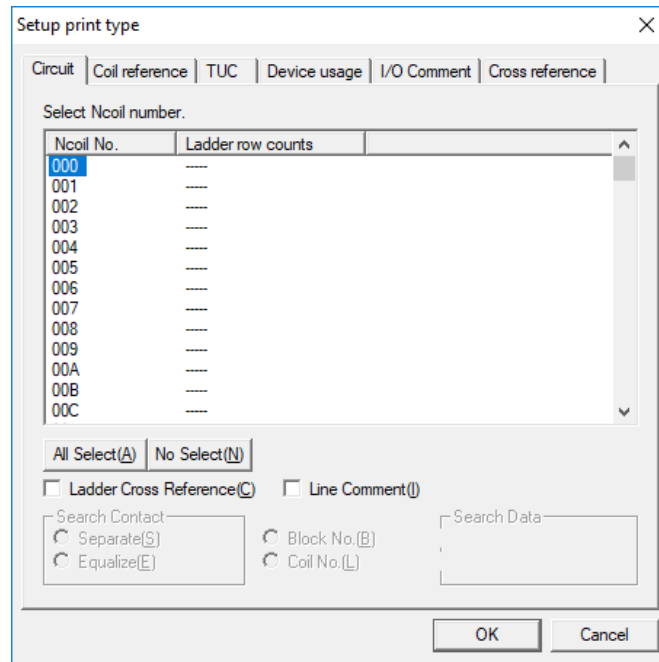 Setup print type
Circuit Coil reference TUC Device usage I/O Comment Cross reference
Select Ncoil number.
Ncoil No. Ladder row counts
000 -----
001 -----
002 -----
003 -----
004 -----
005 -----
006 -----
007 -----
008 -----
009 -----
00A -----
00B -----
00C -----
All Select(A) No Select(N)
Ladder Cross Reference(C) Line Comment(I)
Search Contact Search Data
Separate(S) Block No.(B)
Equalize(E) Coil No.(L)
OK Cancel